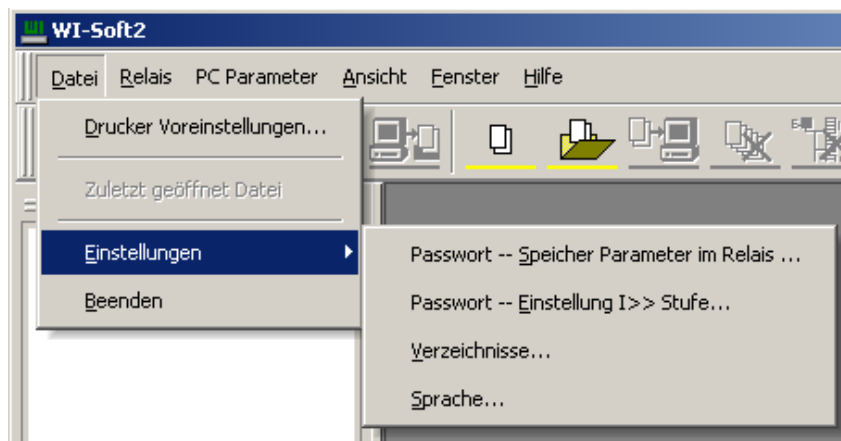 WI-Soft2
Datei Relais PC Parameter Ansicht Fenster Hilfe
Drucker Voreinstellungen...
Zuletzt geöffnet Datei
Einstellungen
Beenden
Passwort -- Speicher Parameter im Relais ...
Passwort -- Einstellung I>> Stufe...
Verzeichnisse...
Sprache...